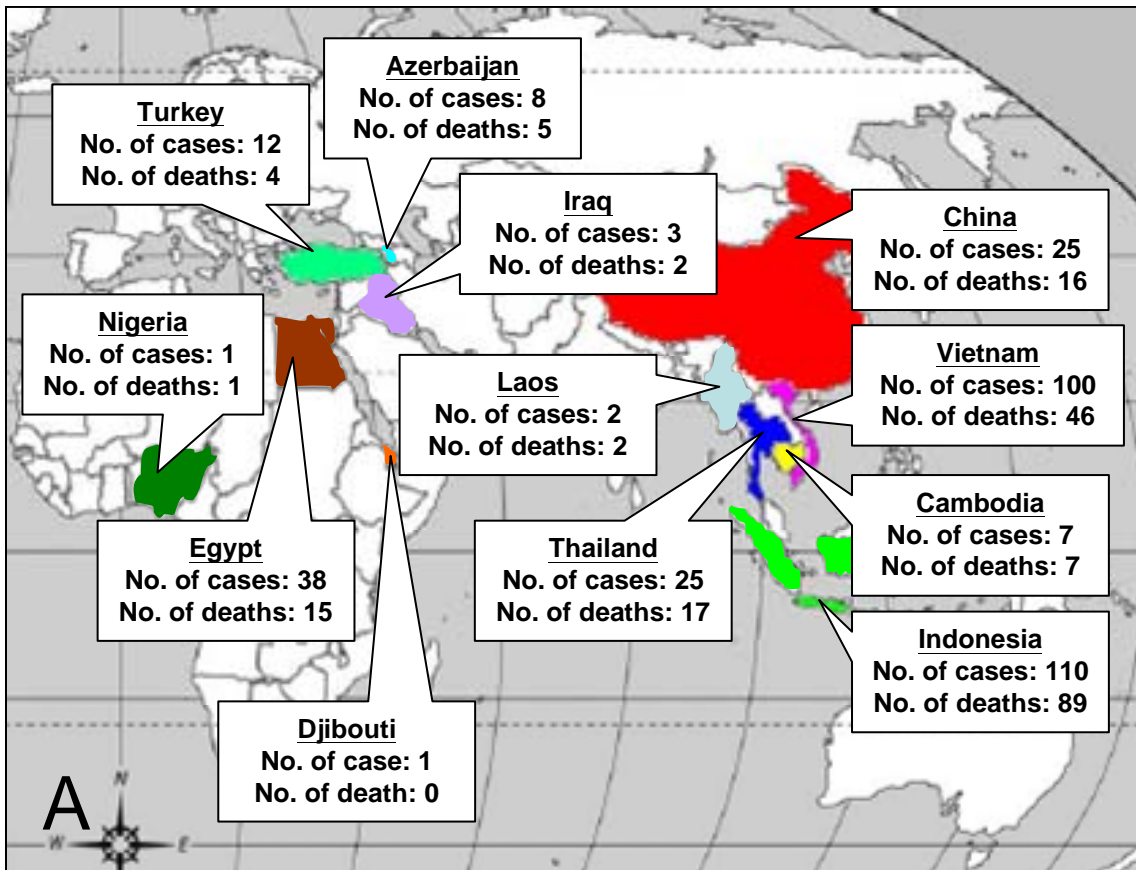 Azerbaijan
No. of cases: 8
No. of deaths: 5
Turkey
No. of cases: 12
No. of deaths: 4
Iraq
No. of cases: 3
No. of deaths: 2
China
No. of cases: 25
No. of deaths: 16
Nigeria
No. of cases: 1
No. of deaths: 1
Laos
No. of cases: 2
No. of deaths: 2
Vietnam
No. of cases: 100
No. of deaths: 46
Egypt
No. of cases: 38
No. of deaths: 15
Thailand
No. of cases: 25
No. of deaths: 17
Cambodia
No. of cases: 7
No. of deaths: 7
Indonesia
No. of cases: 110
No. of deaths: 89
Djibouti
No. of case: 1
No. of death: 0
A
N
W E